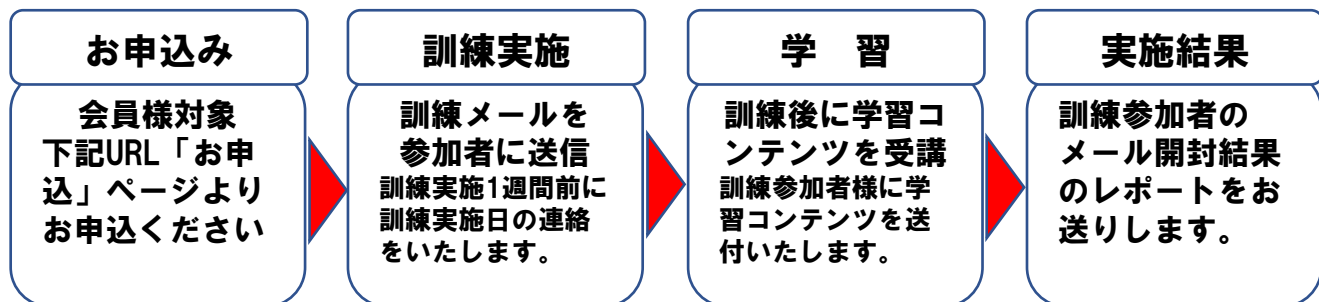 お申込み
会員様対象
下記URL「お申
込」ページより
お申込ください
訓練実施
訓練メールを
参加者に送信
訓練実施1週間前に
訓練実施日の連絡
をいたします。
学　習
訓練後に学習コ
ンテンツを受講
訓練参加者様に学
習コンテンツを送
付いたします。
実施結果
訓練参加者の
メール開封結果
のレポートをお
送りします。